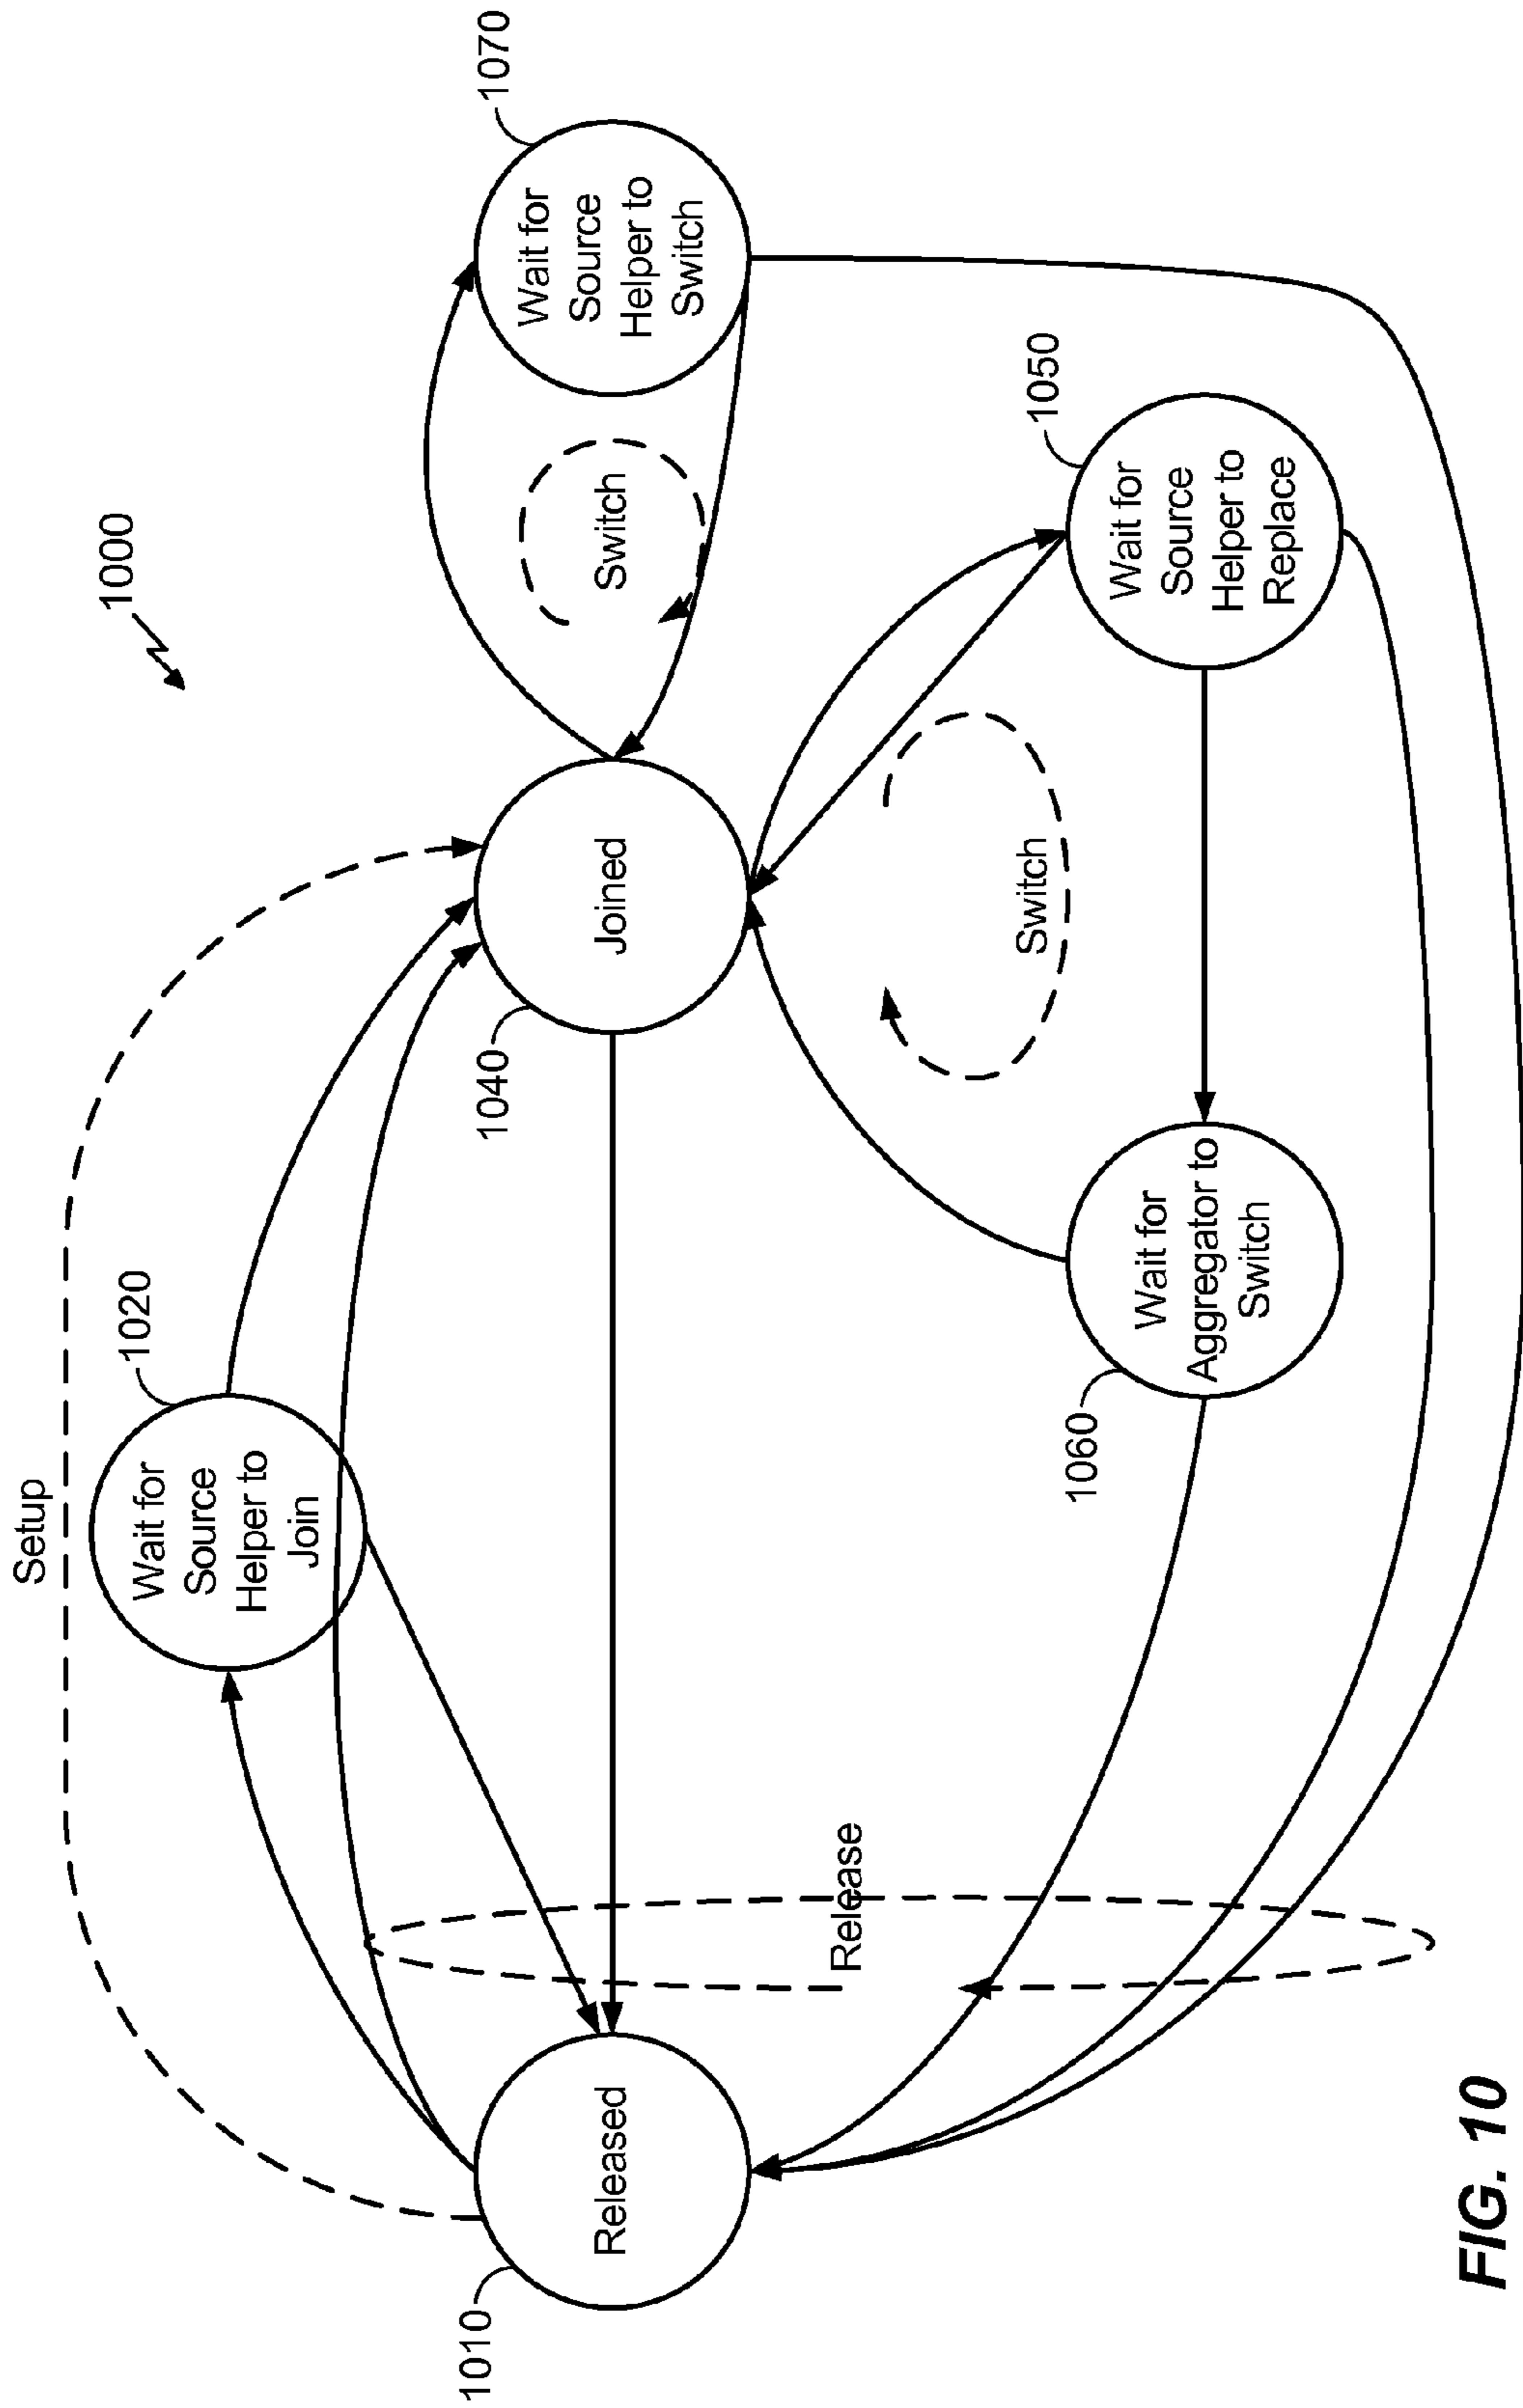 1000
Setup
Wait for
Source
Helper to
Join
1020
Released
1010
Joined
1040
Wait for
Source
Helper to
Switch
1070
Switch
Release
Switch
Wait for
Aggregator to
Switch
1060
Wait for
Source
Helper to
Replace
1050
FIG. 10